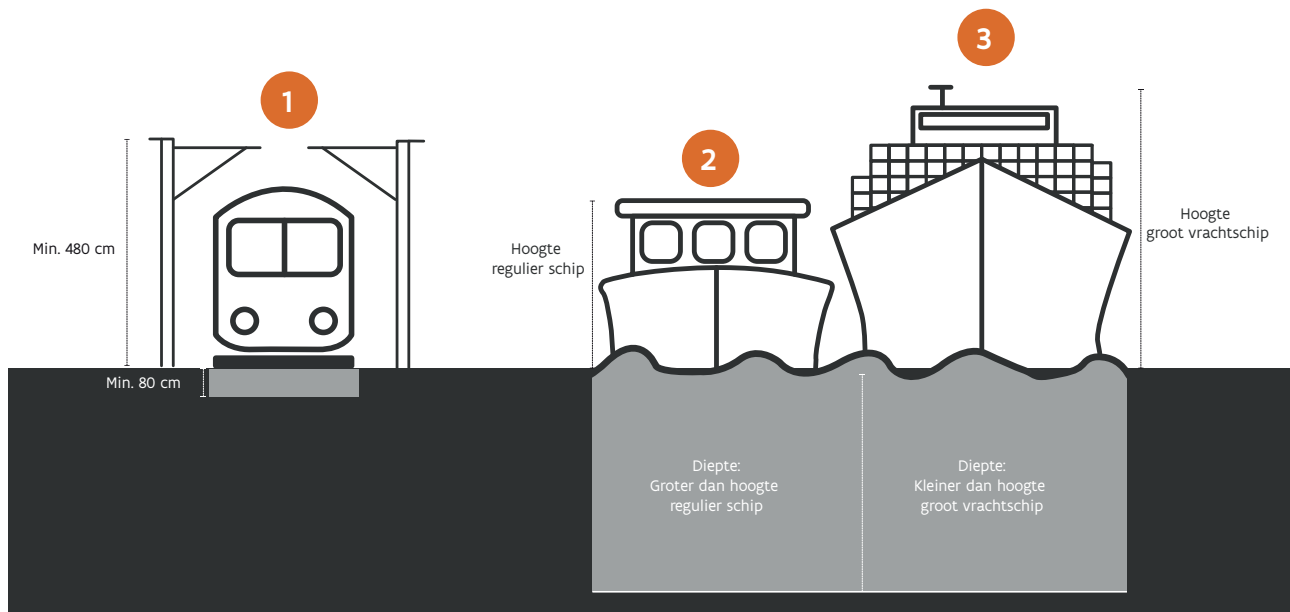 1
2
3
Min. 480 cm
Min. 80 cm
Hoogte
regulier schip
Hoogte
groot vrachtschip
Diepte:
Groter dan hoogte
regulier schip
Diepte:
Kleiner dan hoogte
groot vrachtschip